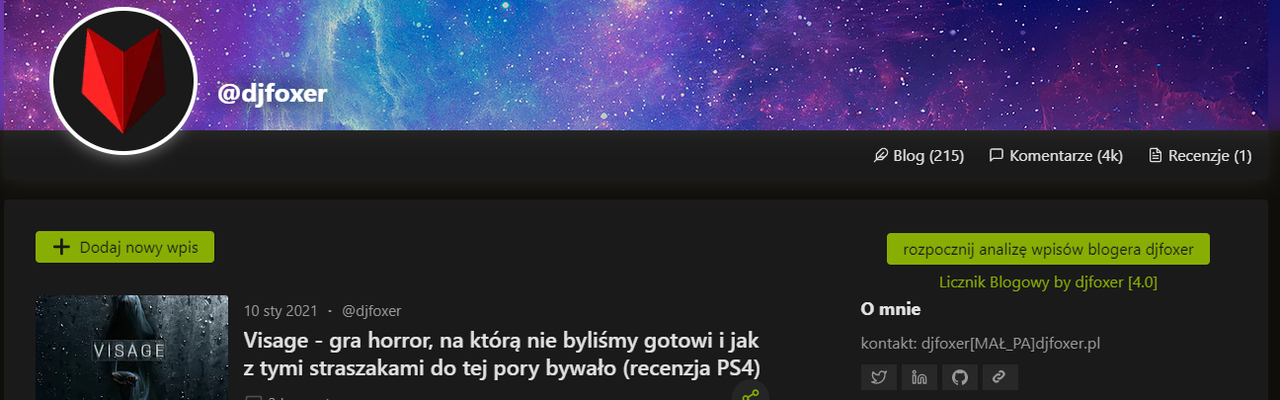 @djfoxer
Blog (215)
Komentarze (4k)
Recenzje (1)
Dodaj nowy wpis
rozpocznij analizę wpisów blogera djfoxer
Licznik Blogowy by djfoxer [4.0]
VISAGE
10 sty 2021 · @djfoxer
Visage - gra horror, na którą nie byliśmy gotowi i jak
z tymi straszakami do tej pory bywało (recenzja PS4)
O mnie
kontakt: djfoxer[MAŁ_PA]djfoxer.pl